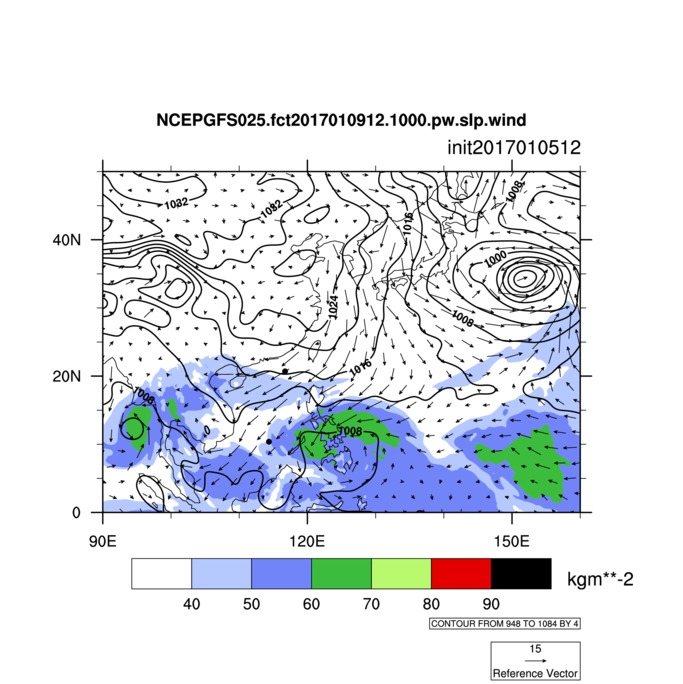 NCEPGFS025.fct2017010912.1000.pw.slp.wind
init2017010512
1032
1032
1016
1008
40N
1000
1024
1008
1016
20N
1008
0
1008
0
90E
120E
150E
40
50
60
70
80
90
kgm**-2
CONTOUR FROM 948 TO 1084 BY 4
15
Reference Vector